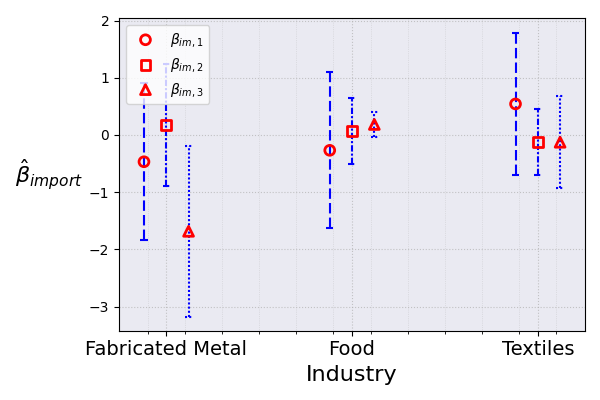 2
1
0
−1
−2
−3
β_{im,1}
β_{im,2}
β_{im,3}
β̂_{import}
Fabricated Metal Food Textiles
Industry